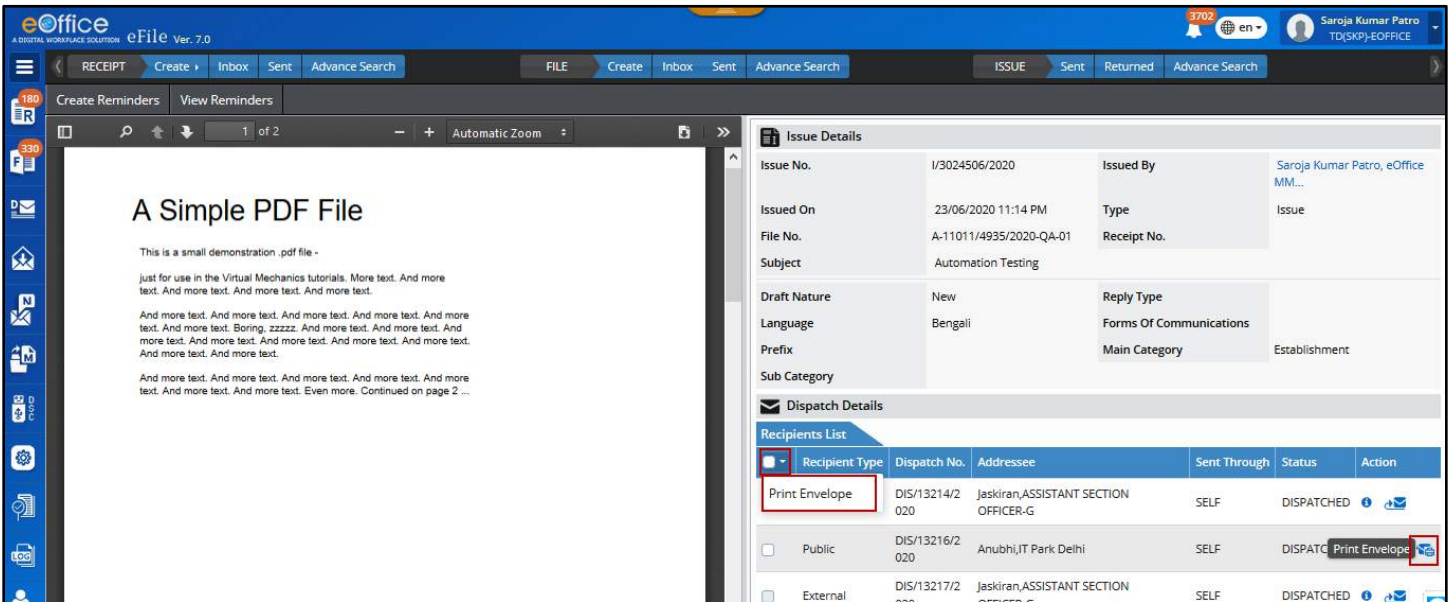 eOffice
A DIGITAL WORKPLACE SOLUTION eFile Ver. 7.0
3702
en
Saroja Kumar Patro
TD(SKP)-EOFFICE
RECEIPT Create Inbox Sent Advance Search FILE Create Inbox Sent Advance Search ISSUE Sent Returned Advance Search
180
R
Create Reminders View Reminders
330
F
1 of 2 Automatic Zoom
D
N
M
DSC
LOG
A Simple PDF File
This is a small demonstration .pdf file -
just for use in the Virtual Mechanics tutorials. More text. And more
text. And more text. And more text. And more text.
And more text. And more text. And more text. And more text. And more
text. And more text. Boring, zzzzz. And more text. And more text. And
more text. And more text. And more text. And more text. And more text.
And more text. And more text.
And more text. And more text. And more text. And more text. And more
text. And more text. And more text. Even more. Continued on page 2 ...
Issue Details
Issue No. I/3024506/2020 Issued By Saroja Kumar Patro, eOffice
MM...
Issued On 23/06/2020 11:14 PM Type Issue
File No. A-11011/4935/2020-QA-01 Receipt No.
Subject Automation Testing
Draft Nature New Reply Type
Language Bengali Forms Of Communications
Prefix Main Category Establishment
Sub Category
Dispatch Details
Recipients List
Recipient Type Dispatch No. Addressee Sent Through Status Action
Print Envelope DIS/13214/2
020 Jaskiran,ASSISTANT SECTION
OFFICER-G SELF DISPATCHED
Public DIS/13216/2
020 Anubhi,IT Park Delhi SELF DISPATC Print Envelope
External DIS/13217/2 Jaskiran,ASSISTANT SECTION SELF DISPATCHED